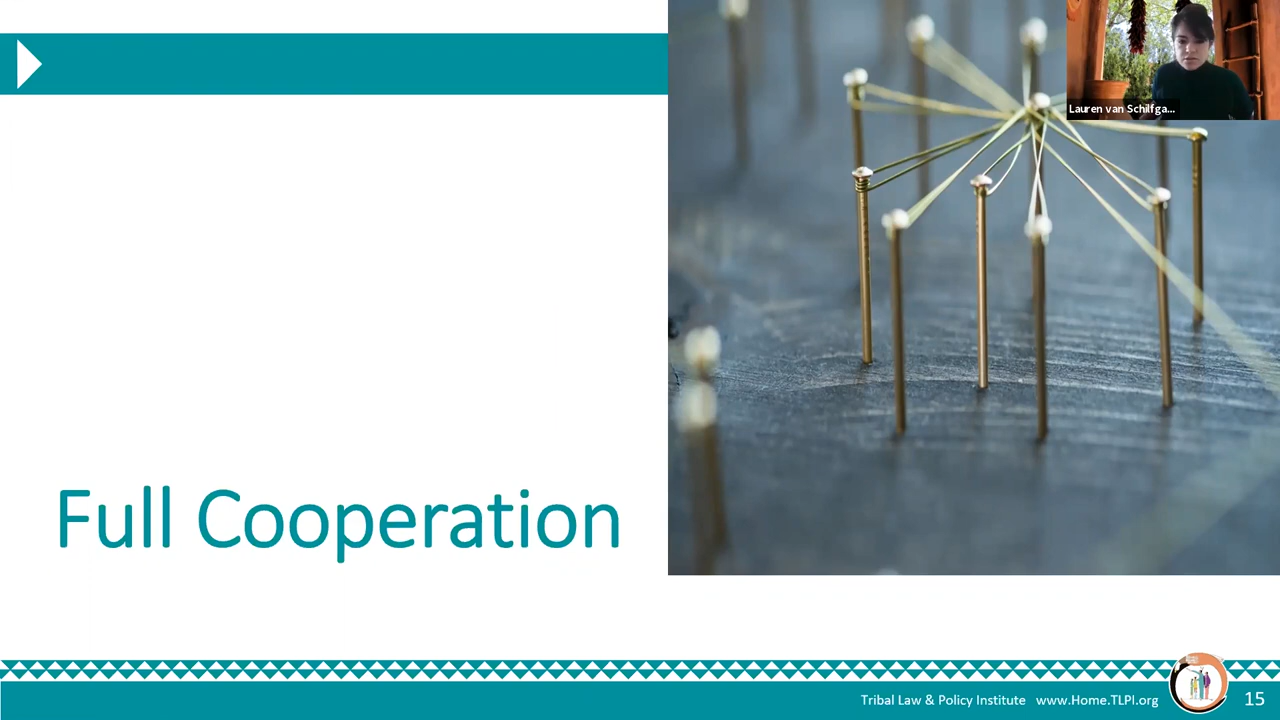 Lauren van Schilfga...
Full Cooperation
Tribal Law & Policy Institute www.Home.TLPI.org
15